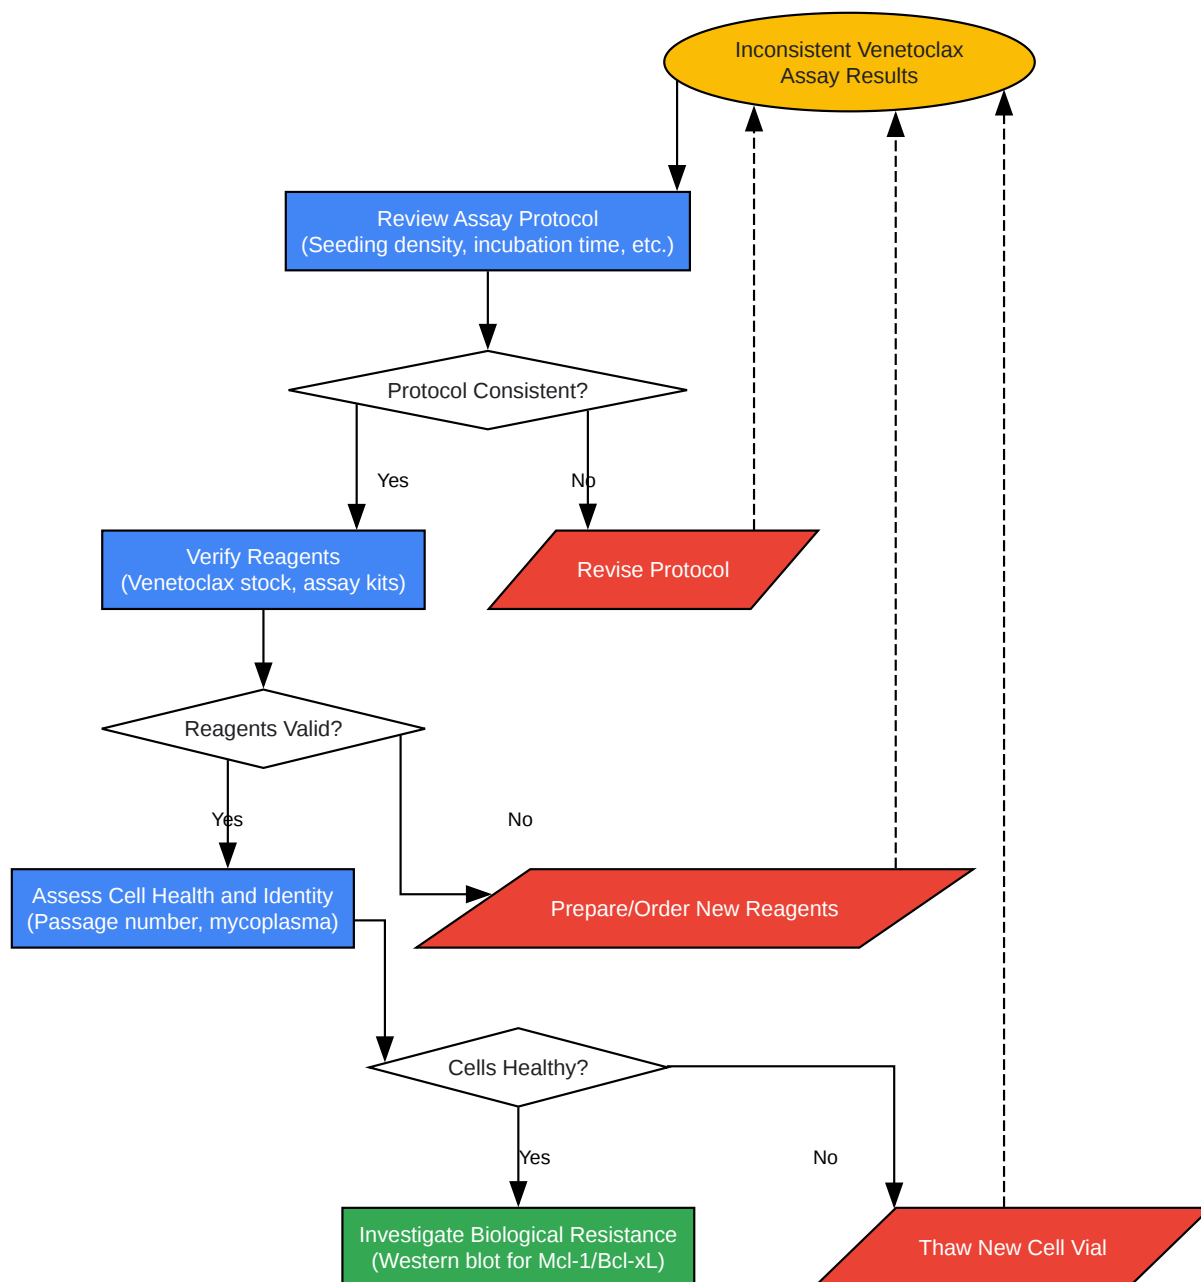 Inconsistent Venetoclax
Assay Results
Review Assay Protocol
(Seeding density, incubation time, etc.)
Protocol Consistent?
Yes
No
Verify Reagents
(Venetoclax stock, assay kits)
Revise Protocol
Reagents Valid?
Yes
No
Assess Cell Health and Identity
(Passage number, mycoplasma)
Prepare/Order New Reagents
Cells Healthy?
Yes
No
Investigate Biological Resistance
(Western blot for Mcl-1/Bcl-xL)
Thaw New Cell Vial